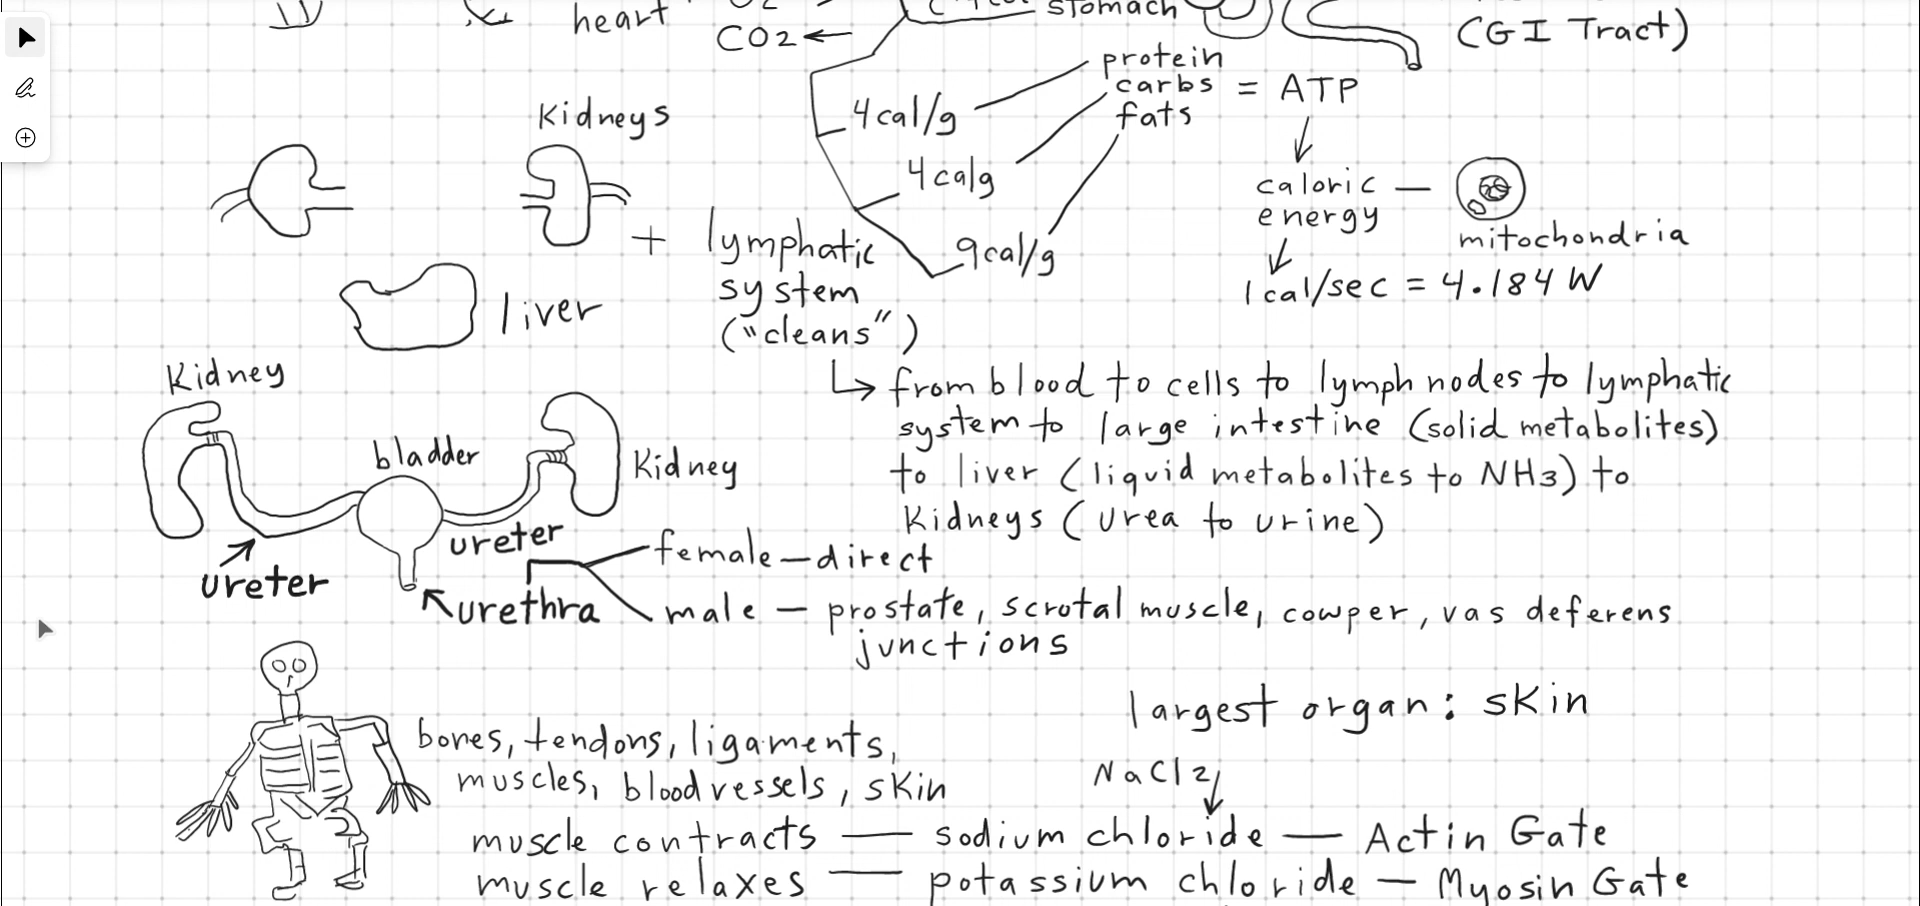 heart
CO2
stomach
(GI Tract)
Kidneys
4cal/g
4calg
9cal/g
protein
carbs = ATP
fats
caloric
energy
mitochondria
1cal/sec = 4.184 W
liver
+ lymphatic
system
("cleans")
from blood to cells to lymph nodes to lymphatic
system to large intestine (solid metabolites)
to liver (liquid metabolites to NH3) to
Kidneys (urea to urine)
Kidney
bladder
Kidney
ureter
ureter
urethra
female – direct
male – prostate, scrotal muscle, cowper, vas deferens
junctions
largest organ: skin
bones, tendons, ligaments,
muscles, blood vessels, skin
NaCl2
muscle contracts — sodium chloride — Actin Gate
muscle relaxes — potassium chloride — Myosin Gate